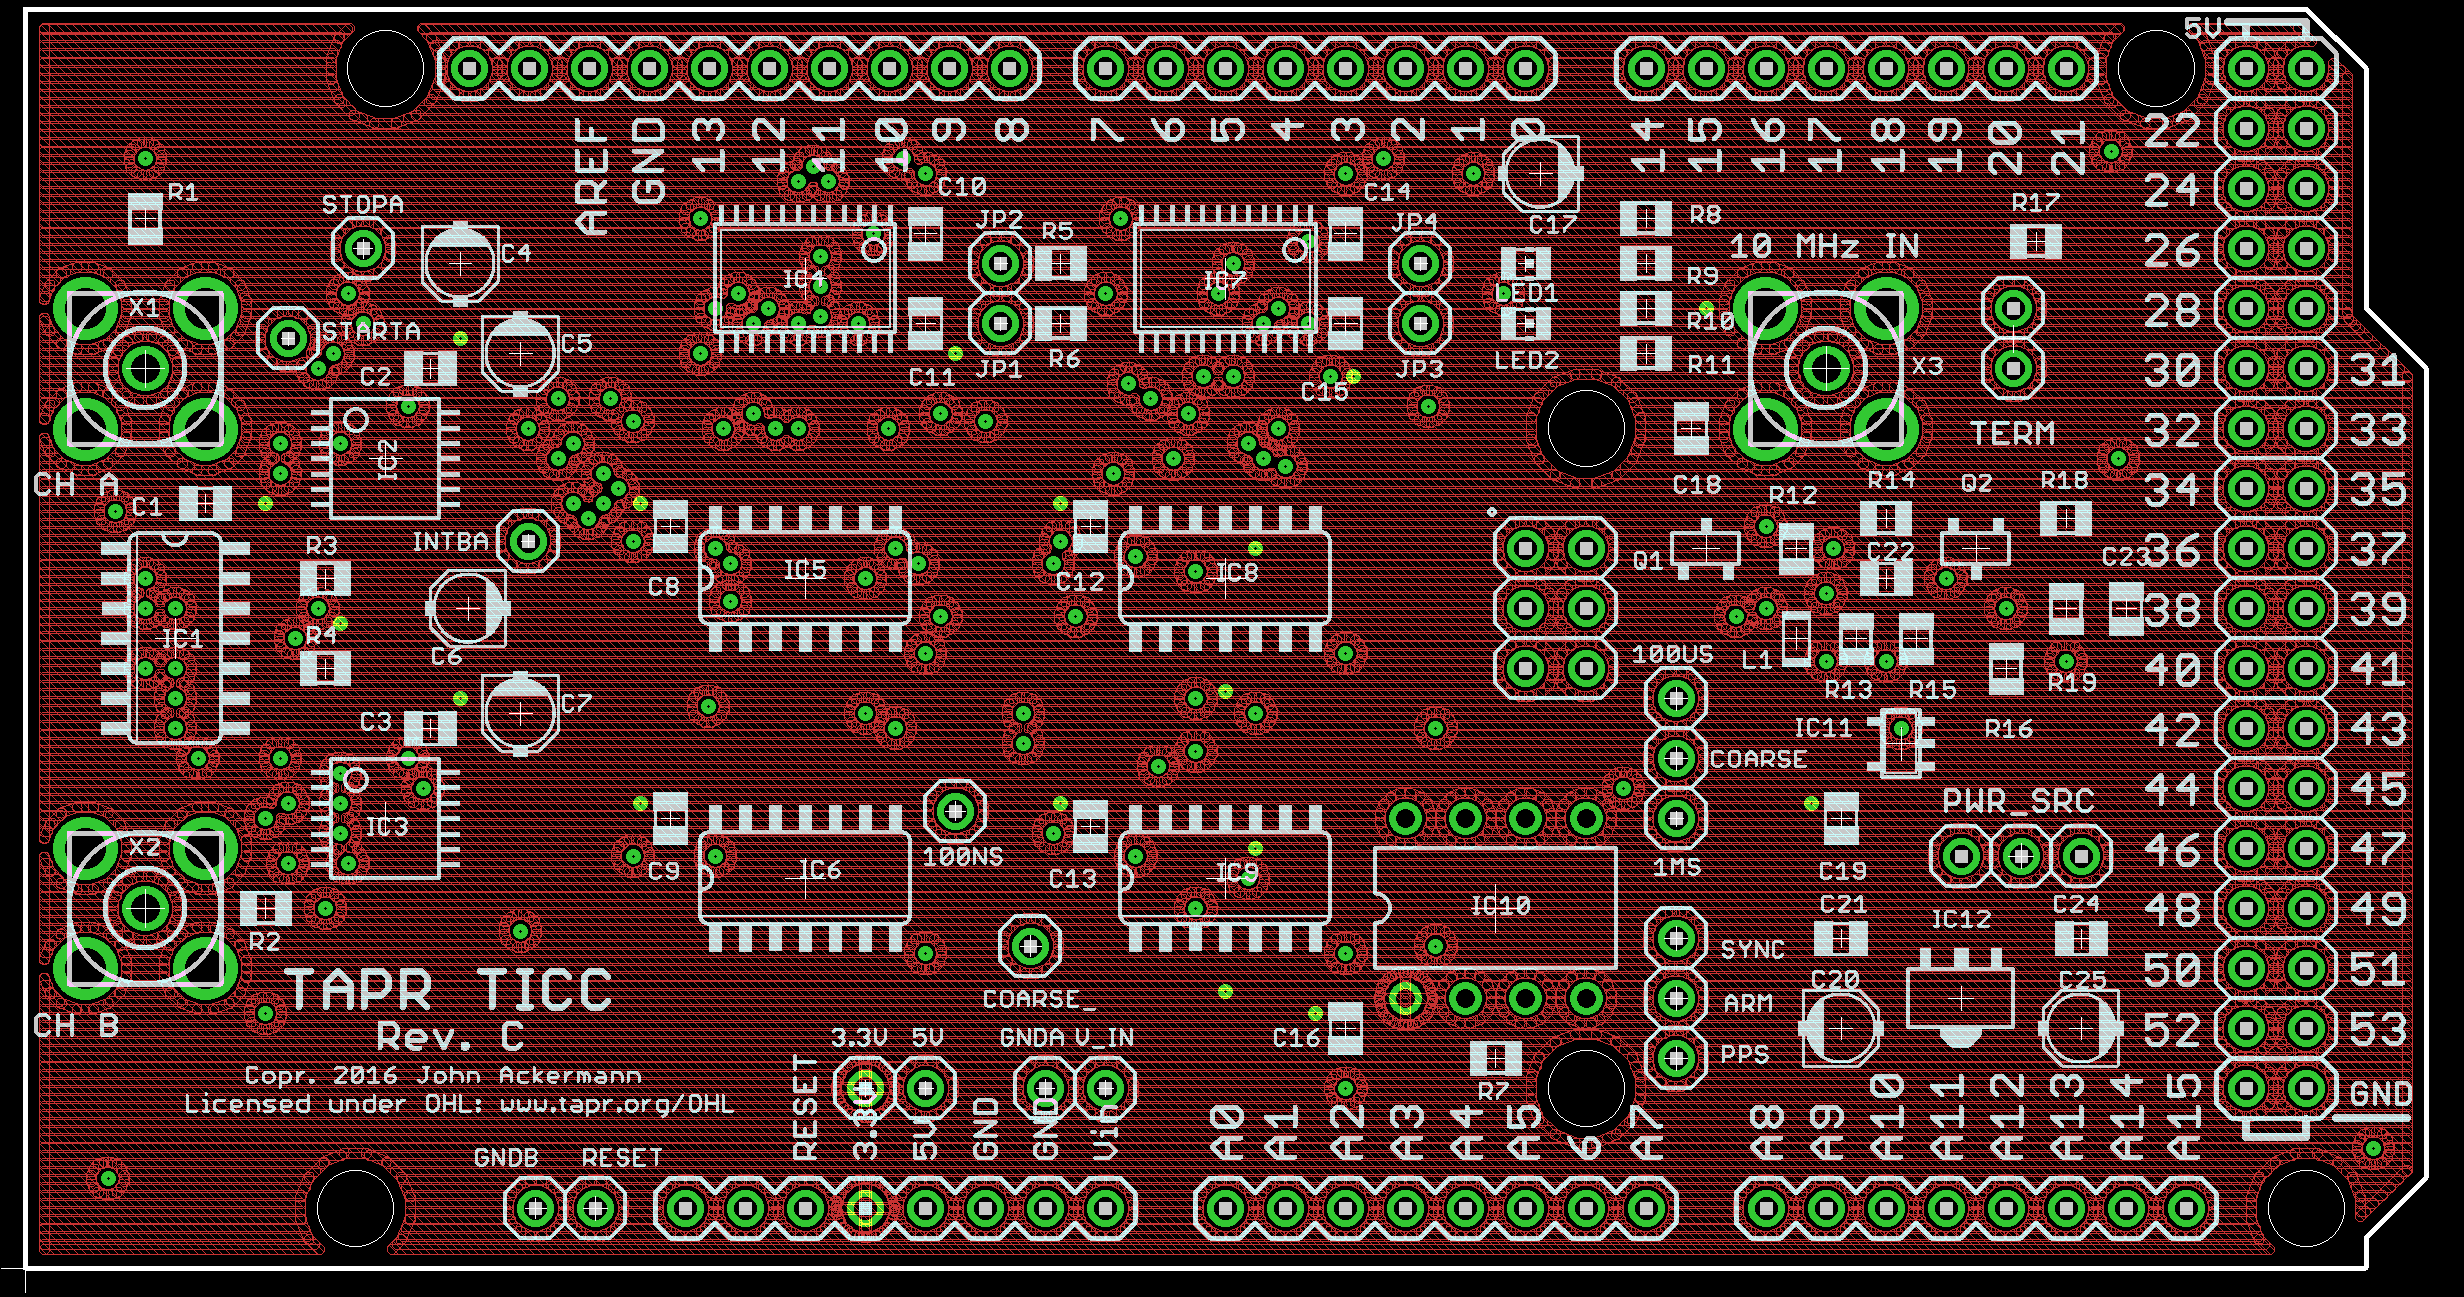 5V
AREF GND 13 12 11 10 9 8 7 6 5 4 3 2 1 0 14 15 16 17 18 19 20 21
22
24
26
28
30 31
32 33
34 35
36 37
38 39
40 41
42 43
44 45
46 47
48 49
50 51
52 53
GND
R1
STOPA
C4
C10
JP2
R5
C14
JP4
C17
R8
R17
10 MHz IN
X1
STARTA
C5
IC4
IC7
LED1
R9
R10
C2
C11
JP1
R6
C15
JP3
LED2
R11
X3
TERM
CH A
C1
IC2
C18
R12
R14
Q2
R18
INTBA
R3
IC1
R4
C6
C8
IC5
C12
IC8
Q1
C22
C23
100US
L1
R13
R15
R19
C3
C7
COARSE
IC11
R16
X2
IC3
C9
IC6
100NS
C13
IC9
IC10
1MS
PWR_SRC
C19
R2
C21
IC12
C24
SYNC
C20
C25
ARM
PPS
CH B
TAPR TICC
Rev. C
COARSE_
3.3V 5V GNDA V_IN
C16
R7
Copr. 2016 John Ackermann
Licensed under OHL: www.tapr.org/OHL
GNDB RESET
RESET 3.3V 5V GND GND Vin A0 A1 A2 A3 A4 A5 6 A7 A8 A9 A10 A11 A12 A13 A14 A15